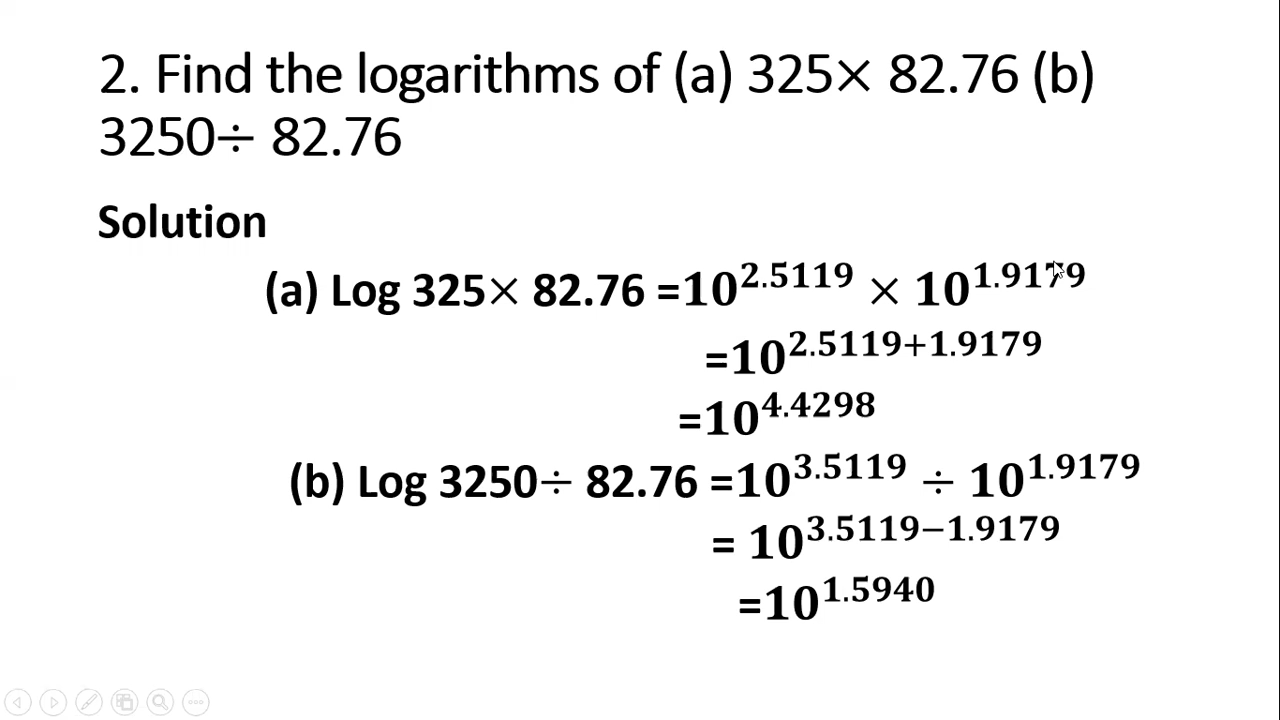 2. Find the logarithms of (a) 325× 82.76 (b)
3250÷ 82.76
Solution
(a) Log 325× 82.76 =10^2.5119 × 10^1.9179
=10^2.5119+1.9179
=10^4.4298
(b) Log 3250÷ 82.76 =10^3.5119 ÷ 10^1.9179
= 10^3.5119−1.9179
=10^1.5940